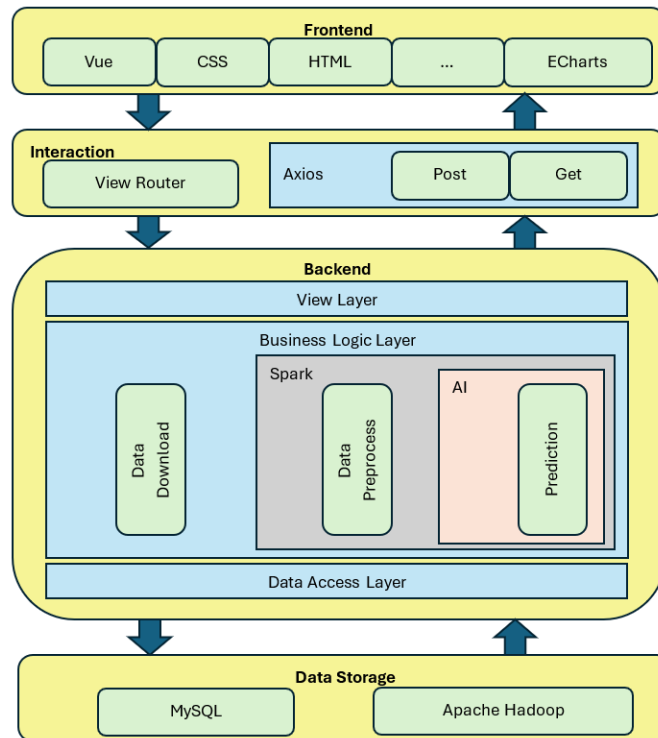 Frontend
Vue
CSS
HTML
...
ECharts
Interaction
View Router
Axios
Post
Get
Backend
View Layer
Business Logic Layer
Spark
AI
Data
Download
Data
Preprocess
Prediction
Data Access Layer
Data Storage
MySQL
Apache Hadoop